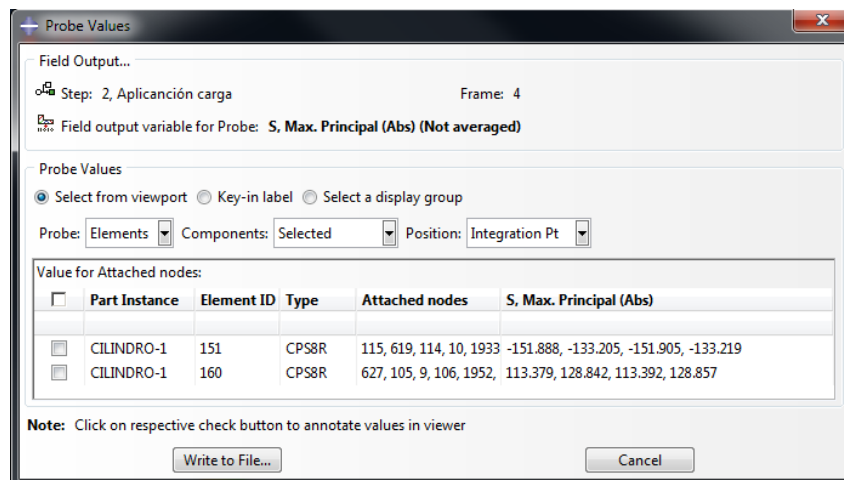 Probe Values
Field Output...
Step: 2, Aplicanción carga Frame: 4
Field output variable for Probe: S, Max. Principal (Abs) (Not averaged)
Probe Values
Select from viewport Key-in label Select a display group
Probe: Elements Components: Selected Position: Integration Pt
Value for Attached nodes:
Part Instance Element ID Type Attached nodes S, Max. Principal (Abs)
CILINDRO-1 151 CPS8R 115, 619, 114, 10, 1933 -151.888, -133.205, -151.905, -133.219
CILINDRO-1 160 CPS8R 627, 105, 9, 106, 1952, 113.379, 128.842, 113.392, 128.857
Note: Click on respective check button to annotate values in viewer
Write to File... Cancel